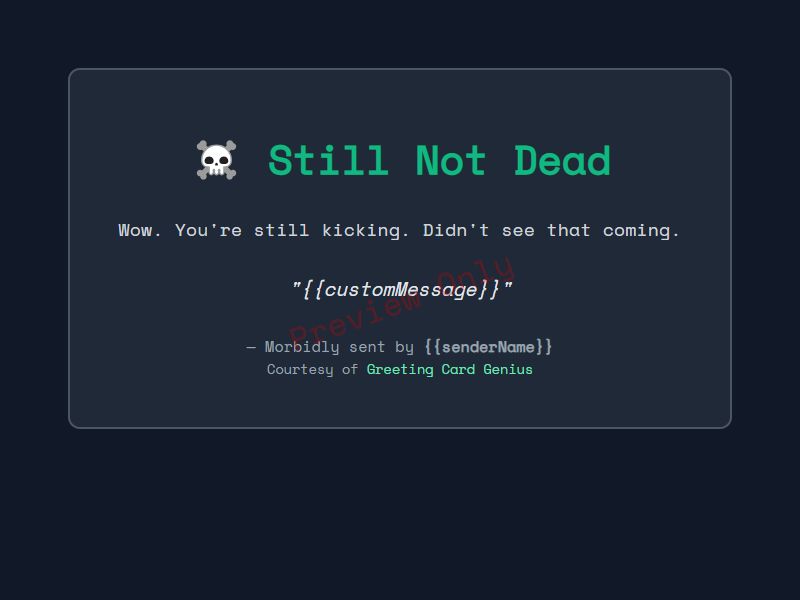 Still Not Dead
Wow. You're still kicking. Didn't see that coming.
"{{customMessage}}"
Preview Only
— Morbidly sent by {{senderName}}
Courtesy of Greeting Card Genius